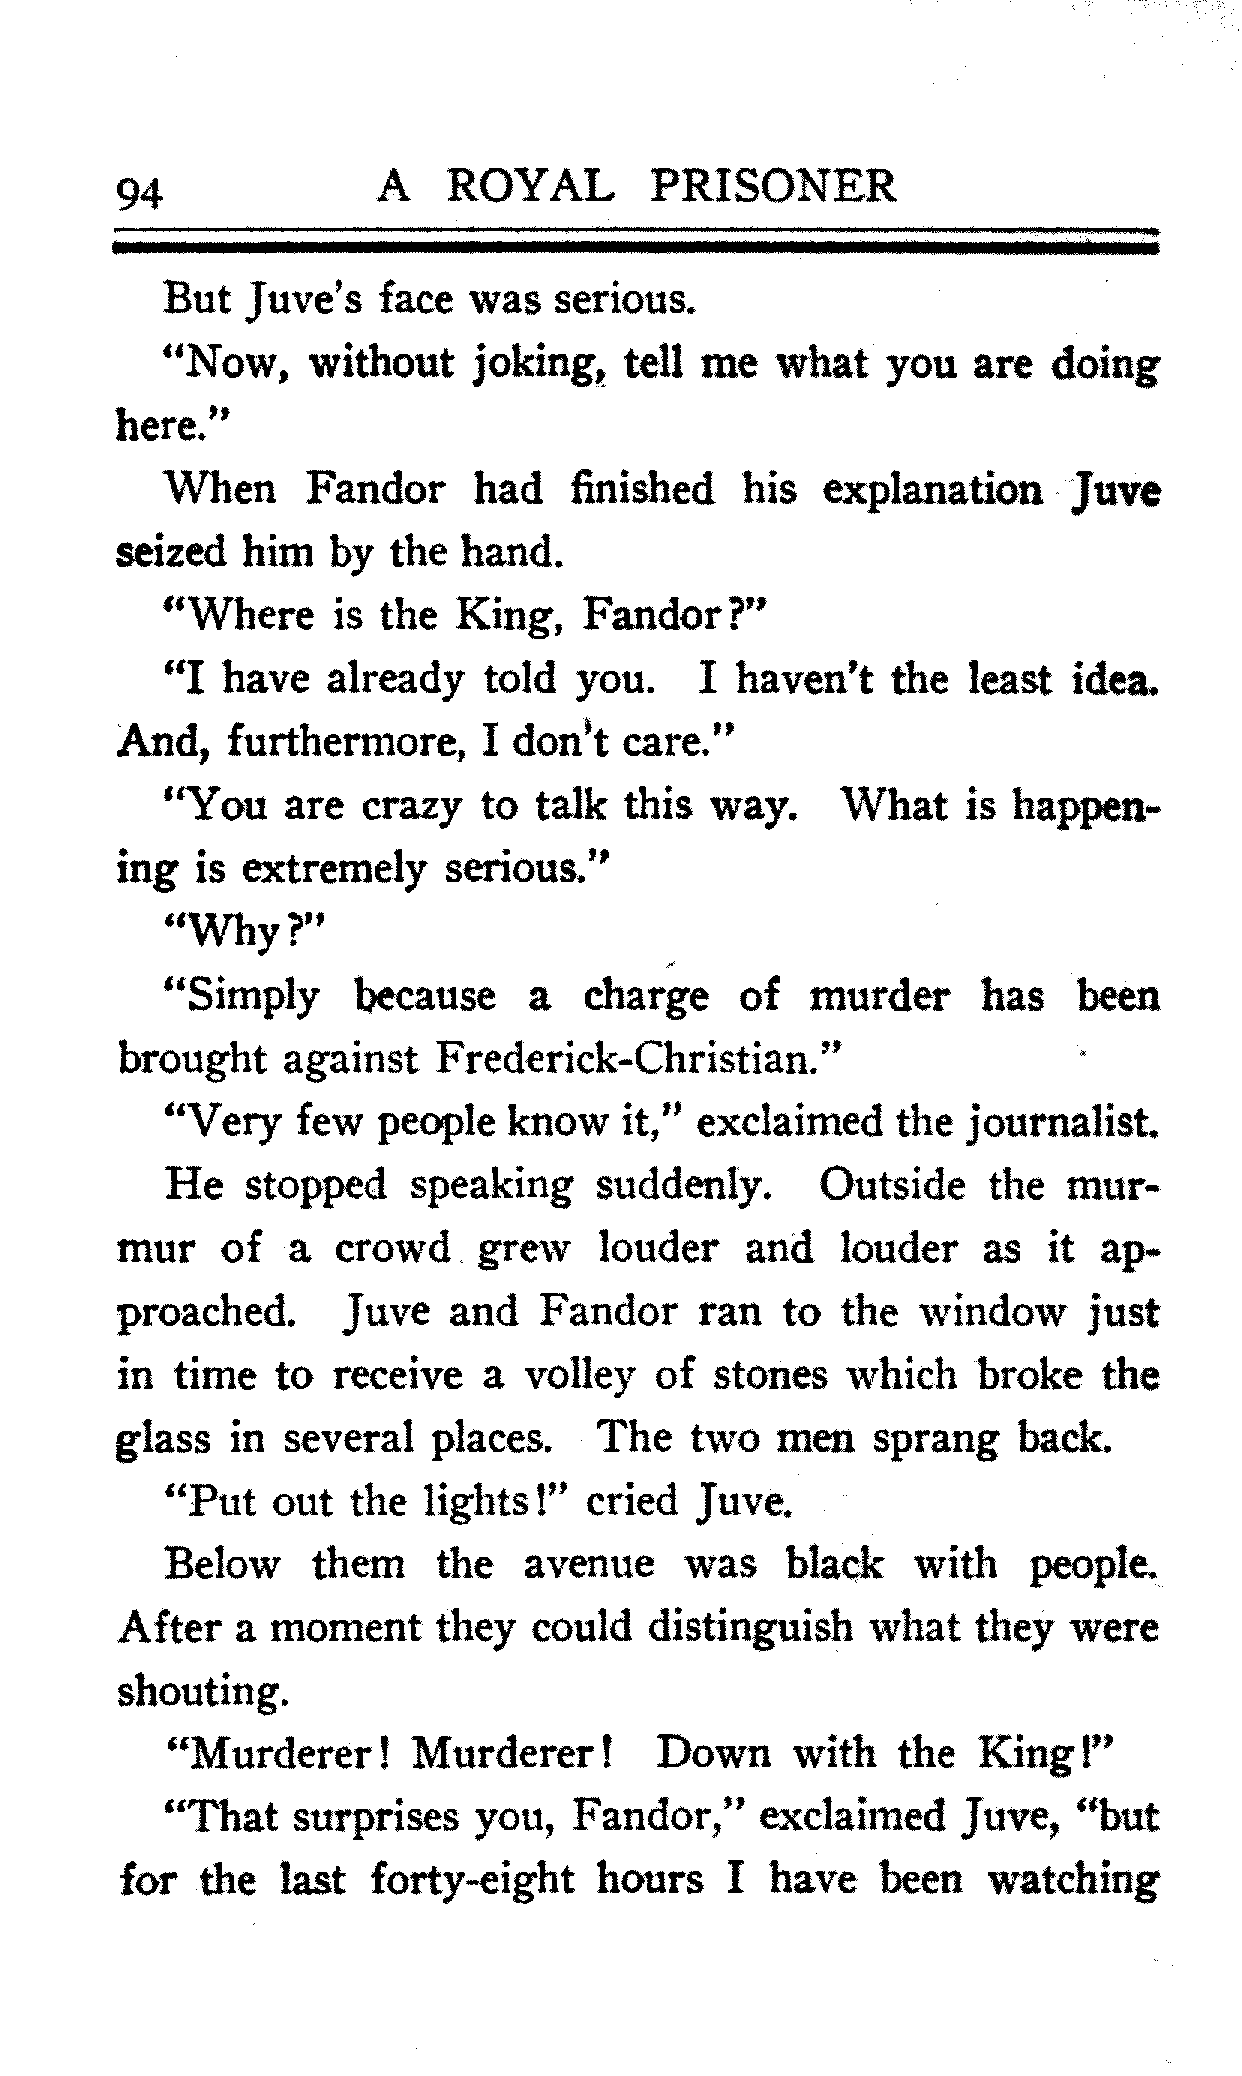 94 A ROYAL PRISONER
But Juve's face was serious.
"Now, without joking, tell me what you are doing
here."
When Fandor had finished his explanation Juve
seized him by the hand.
"Where is the King, Fandor?"
"I have already told you. I haven't the least idea.
And, furthermore, I don't care."
"You are crazy to talk this way. What is happen-
ing is extremely serious."
"Why?"
"Simply because a charge of murder has been
brought against Frederick-Christian."
"Very few people know it," exclaimed the journalist.
He stopped speaking suddenly. Outside the mur-
mur of a crowd grew louder and louder as it ap-
proached. Juve and Fandor ran to the window just
in time to receive a volley of stones which broke the
glass in several places. The two men sprang back.
"Put out the lights!" cried Juve.
Below them the avenue was black with people.
After a moment they could distinguish what they were
shouting.
"Murderer! Murderer! Down with the King!"
"That surprises you, Fandor," exclaimed Juve, "but
for the last forty-eight hours I have been watching